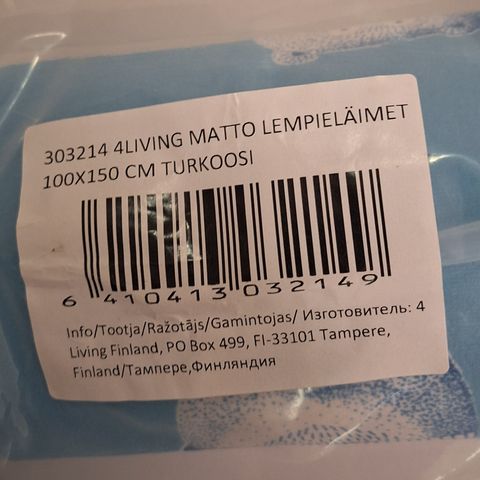 303214 4LIVING MATTO LEMPIELÄIMET
100X150 CM TURKOOSI
6 410413 032149
Info/Tootja/Ražotājs/Gamintojas/ Изготовитель: 4
Living Finland, PO Box 499, FI-33101 Tampere,
Finland/Тампере,Финляндия